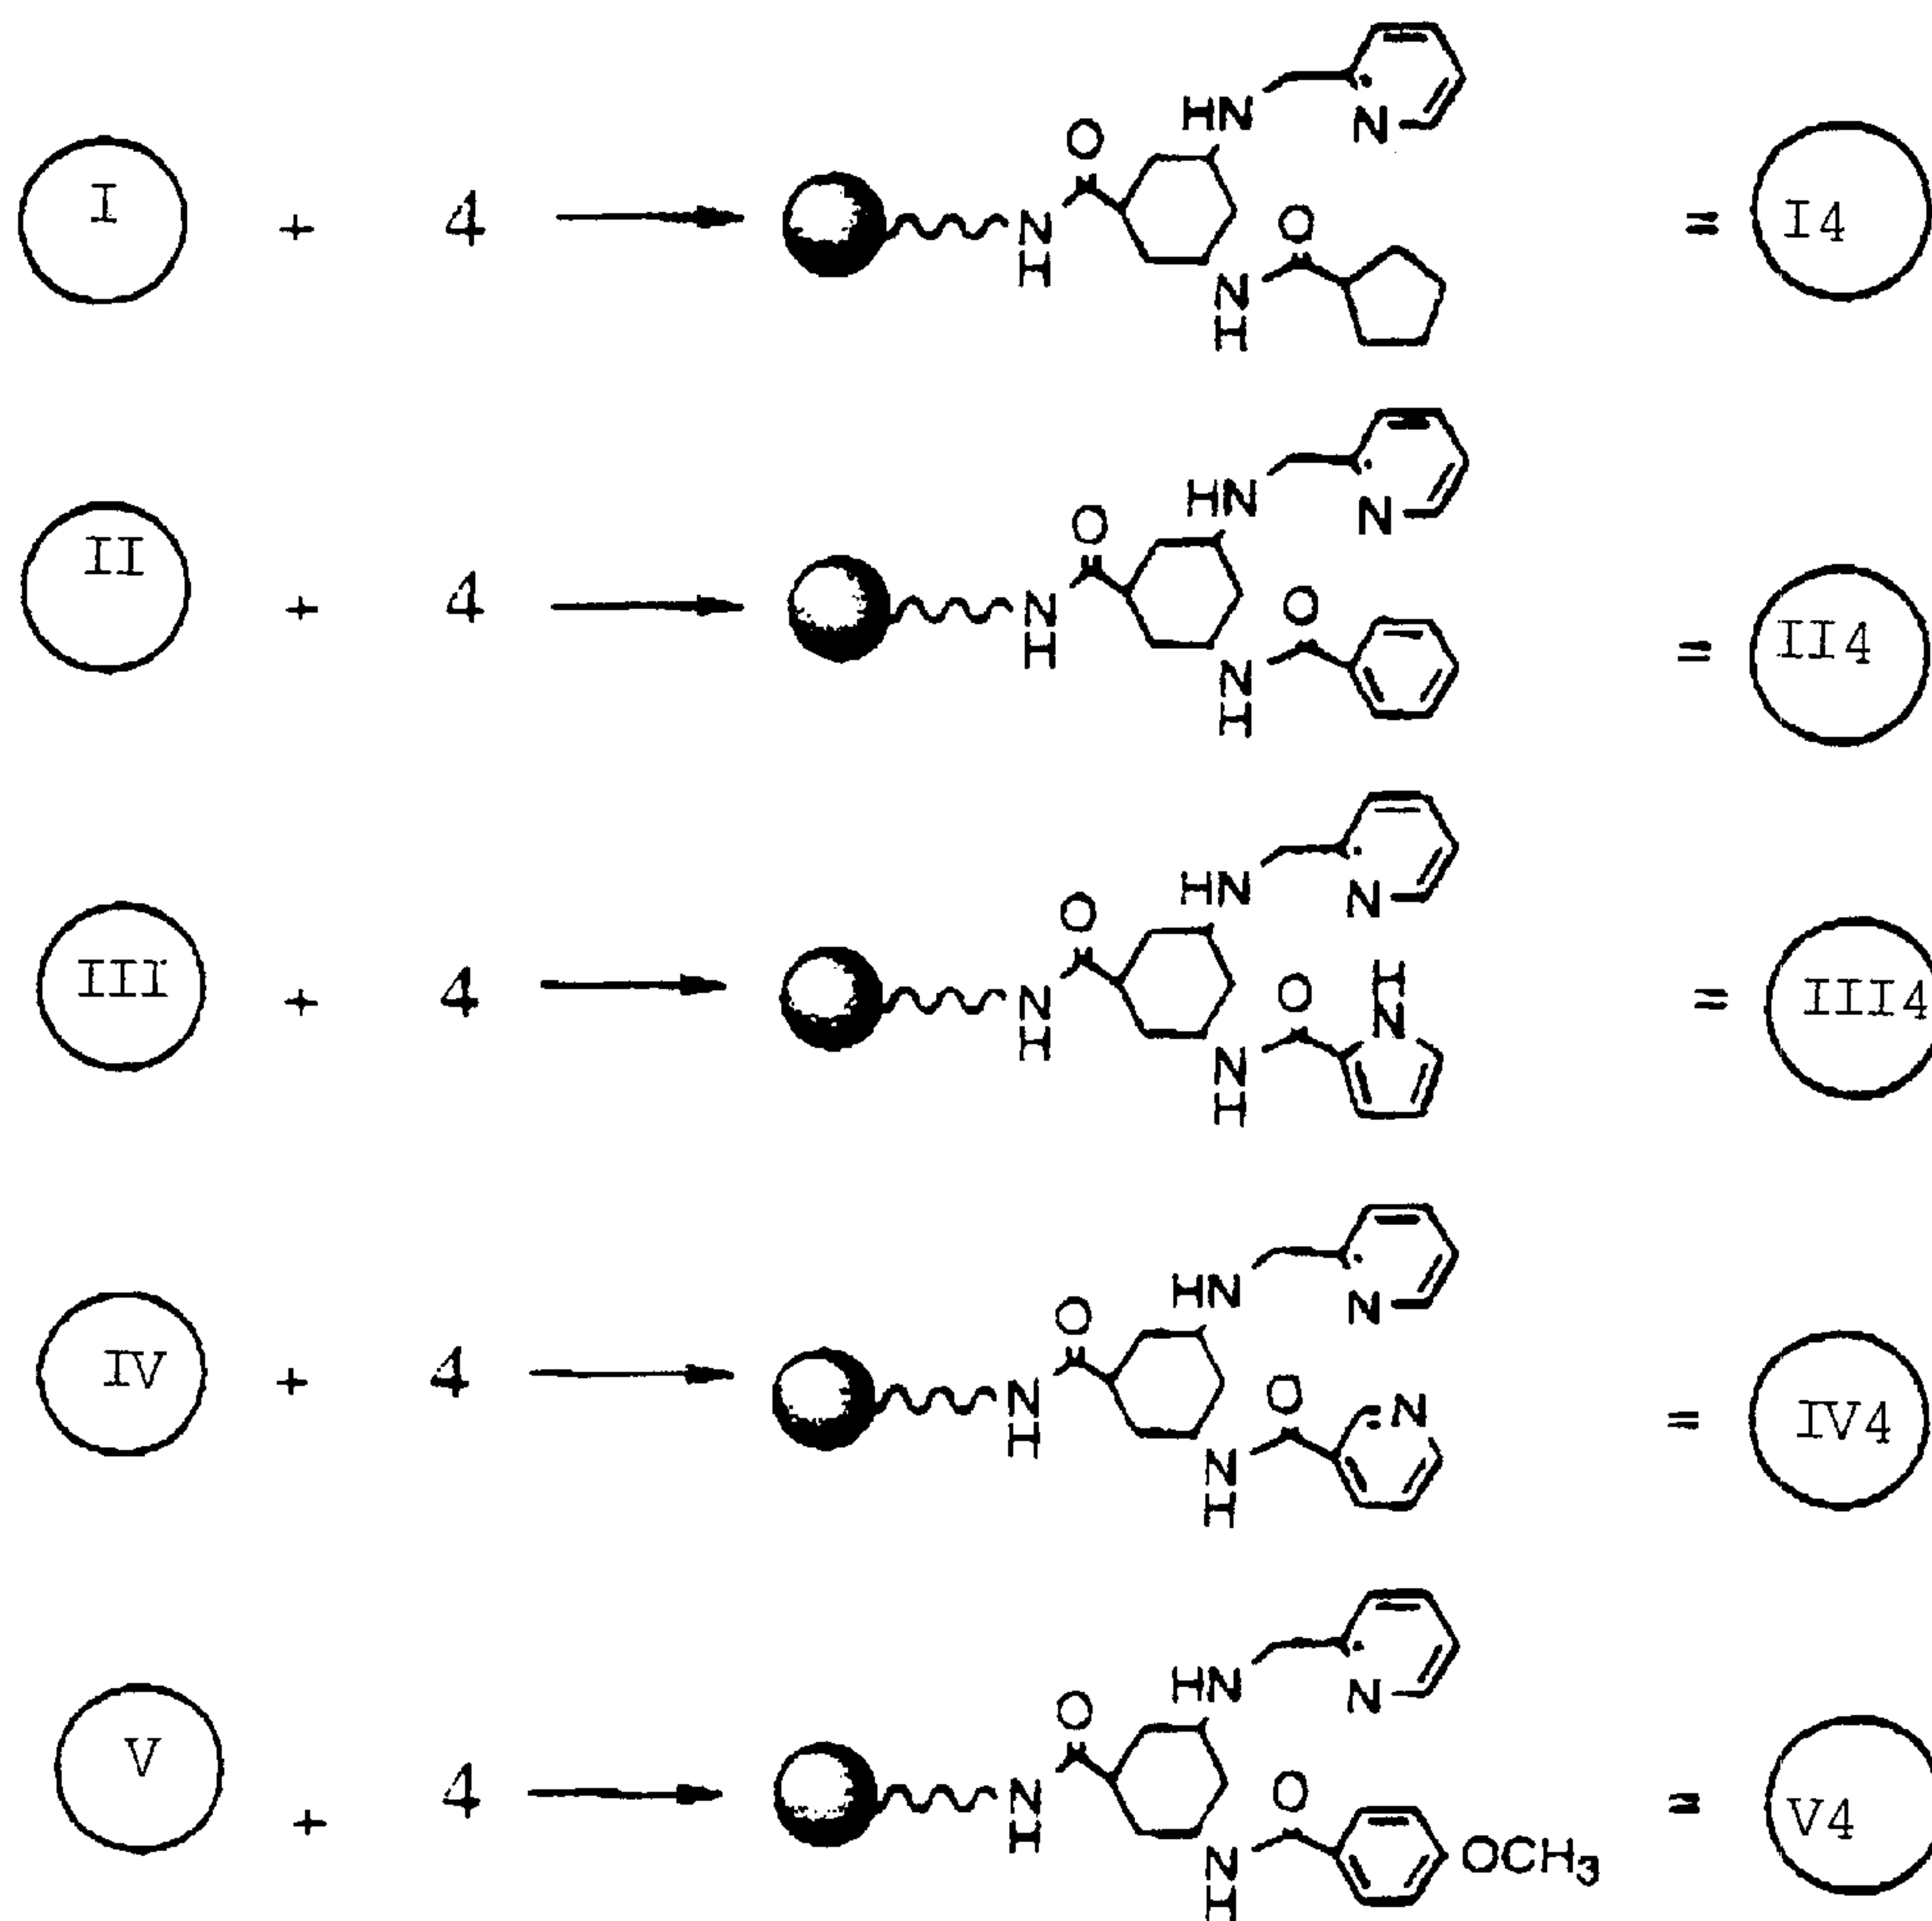 HN
N
O
I + 4 N H O = I4
N H
HN
N
O
II + 4 N H O = II4
N H
HN
N
O
III + 4 N H O H N = III4
N H
HN
N
O
IV + 4 N H O N = IV4
N H
HN
N
O
V + 4 N H O = V4
N H OCH3